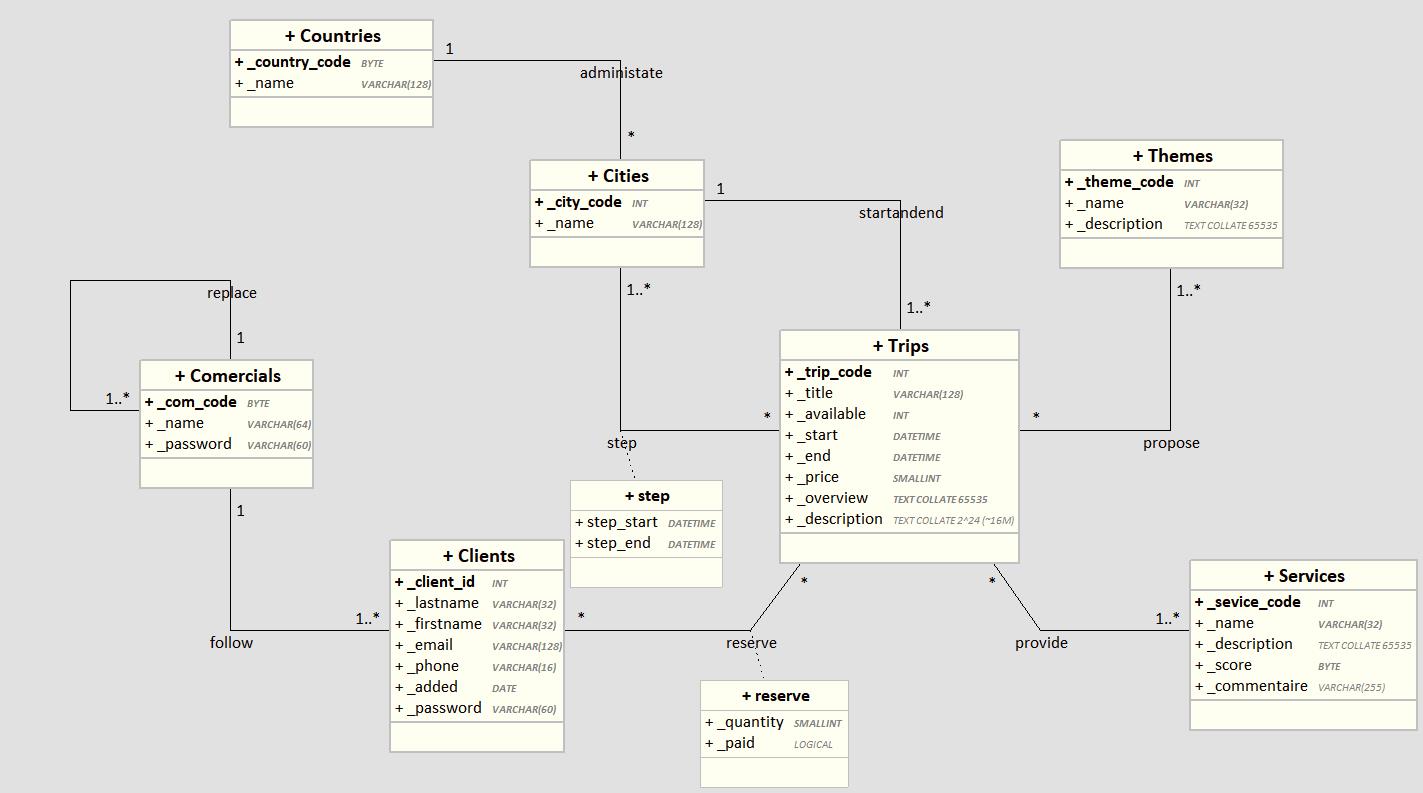 + Countries
+ _country_code BYTE
+ _name VARCHAR(128)
1
administate
*
+ Cities
+ _city_code INT
+ _name VARCHAR(128)
1
startandend
1..*
1..*
+ Themes
+ _theme_code INT
+ _name VARCHAR(32)
+ _description TEXT COLLATE 65535
1..*
replace
1
1..*
+ Comercials
+ _com_code BYTE
+ _name VARCHAR(64)
+ _password VARCHAR(60)
1
+ Trips
+ _trip_code INT
+ _title VARCHAR(128)
+ _available INT
+ _start DATETIME
+ _end DATETIME
+ _price SMALLINT
+ _overview TEXT COLLATE 65535
+ _description TEXT COLLATE 2^24 (~16M)
*
*
step
propose
+ step
+ step_start DATETIME
+ step_end DATETIME
+ Clients
+ _client_id INT
+ _lastname VARCHAR(32)
+ _firstname VARCHAR(32)
+ _email VARCHAR(128)
+ _phone VARCHAR(16)
+ _added DATE
+ _password VARCHAR(60)
1..*
follow
*
*
reserve
*
provide
1..*
+ reserve
+ _quantity SMALLINT
+ _paid LOGICAL
+ Services
+ _sevice_code INT
+ _name VARCHAR(32)
+ _description TEXT COLLATE 65535
+ _score BYTE
+ _commentaire VARCHAR(255)